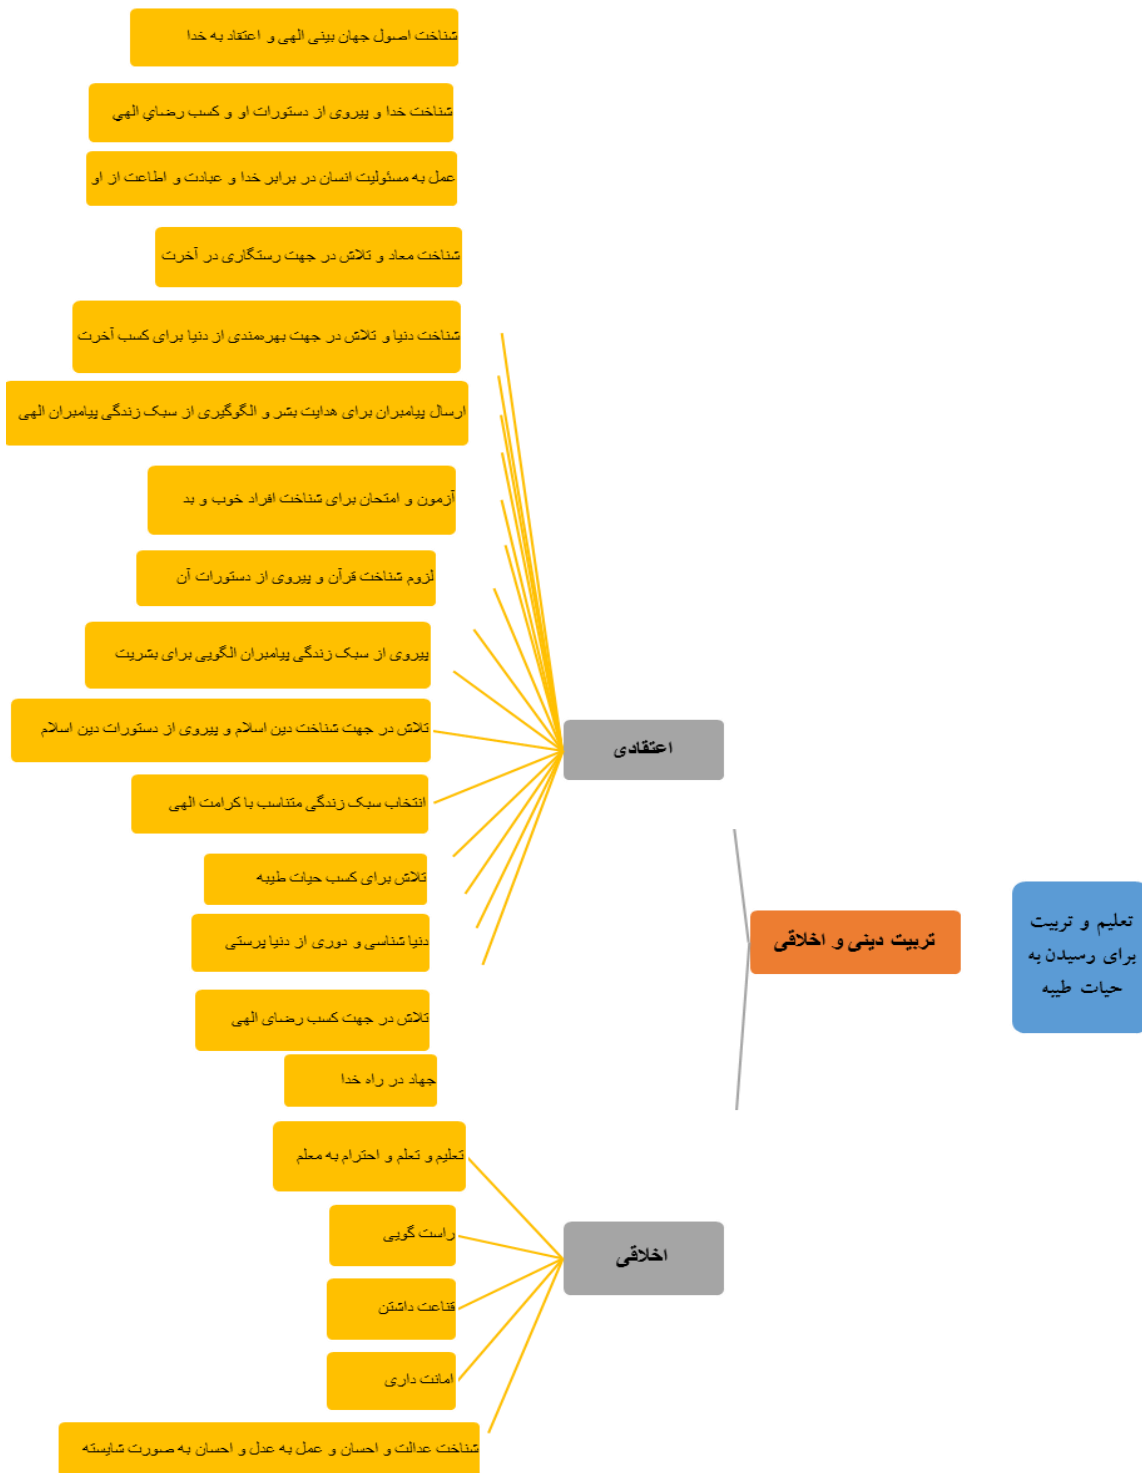 تعلیم و تربیت
برای رسیدن به
حیات طیبه
تربیت دینی و اخلاقی
اعتقادی
شناخت اصول جهان بینی الهی و اعتقاد به خدا
شناخت خدا و پیروی از دستورات او و کسب رضاي الهي
عمل به مسئولیت انسان در برابر خدا و عبادت و اطاعت از او
شناخت معاد و تلاش در جهت رستگاری در آخرت
شناخت دنیا و تلاش در جهت بهره‌مندی از دنیا برای کسب آخرت
ارسال پیامبران برای هدایت بشر و الگوگیری از سبک زندگی پیامبران الهی
آزمون و امتحان برای شناخت افراد خوب و بد
لزوم شناخت قرآن و پیروی از دستورات آن
پیروی از سبک زندگی پیامبران الگویی برای بشریت
تلاش در جهت شناخت دین اسلام و پیروی از دستورات دین اسلام
انتخاب سبک زندگی متناسب با کرامت الهی
تلاش برای کسب حیات طیبه
دنیا شناسی و دوری از دنیا پرستی
تلاش در جهت کسب رضای الهی
جهاد در راه خدا
اخلاقی
تعلیم و تعلم و احترام به معلم
راست گویی
قناعت داشتن
امانت داری
شناخت عدالت و احسان و عمل به عدل و احسان به صورت شایسته